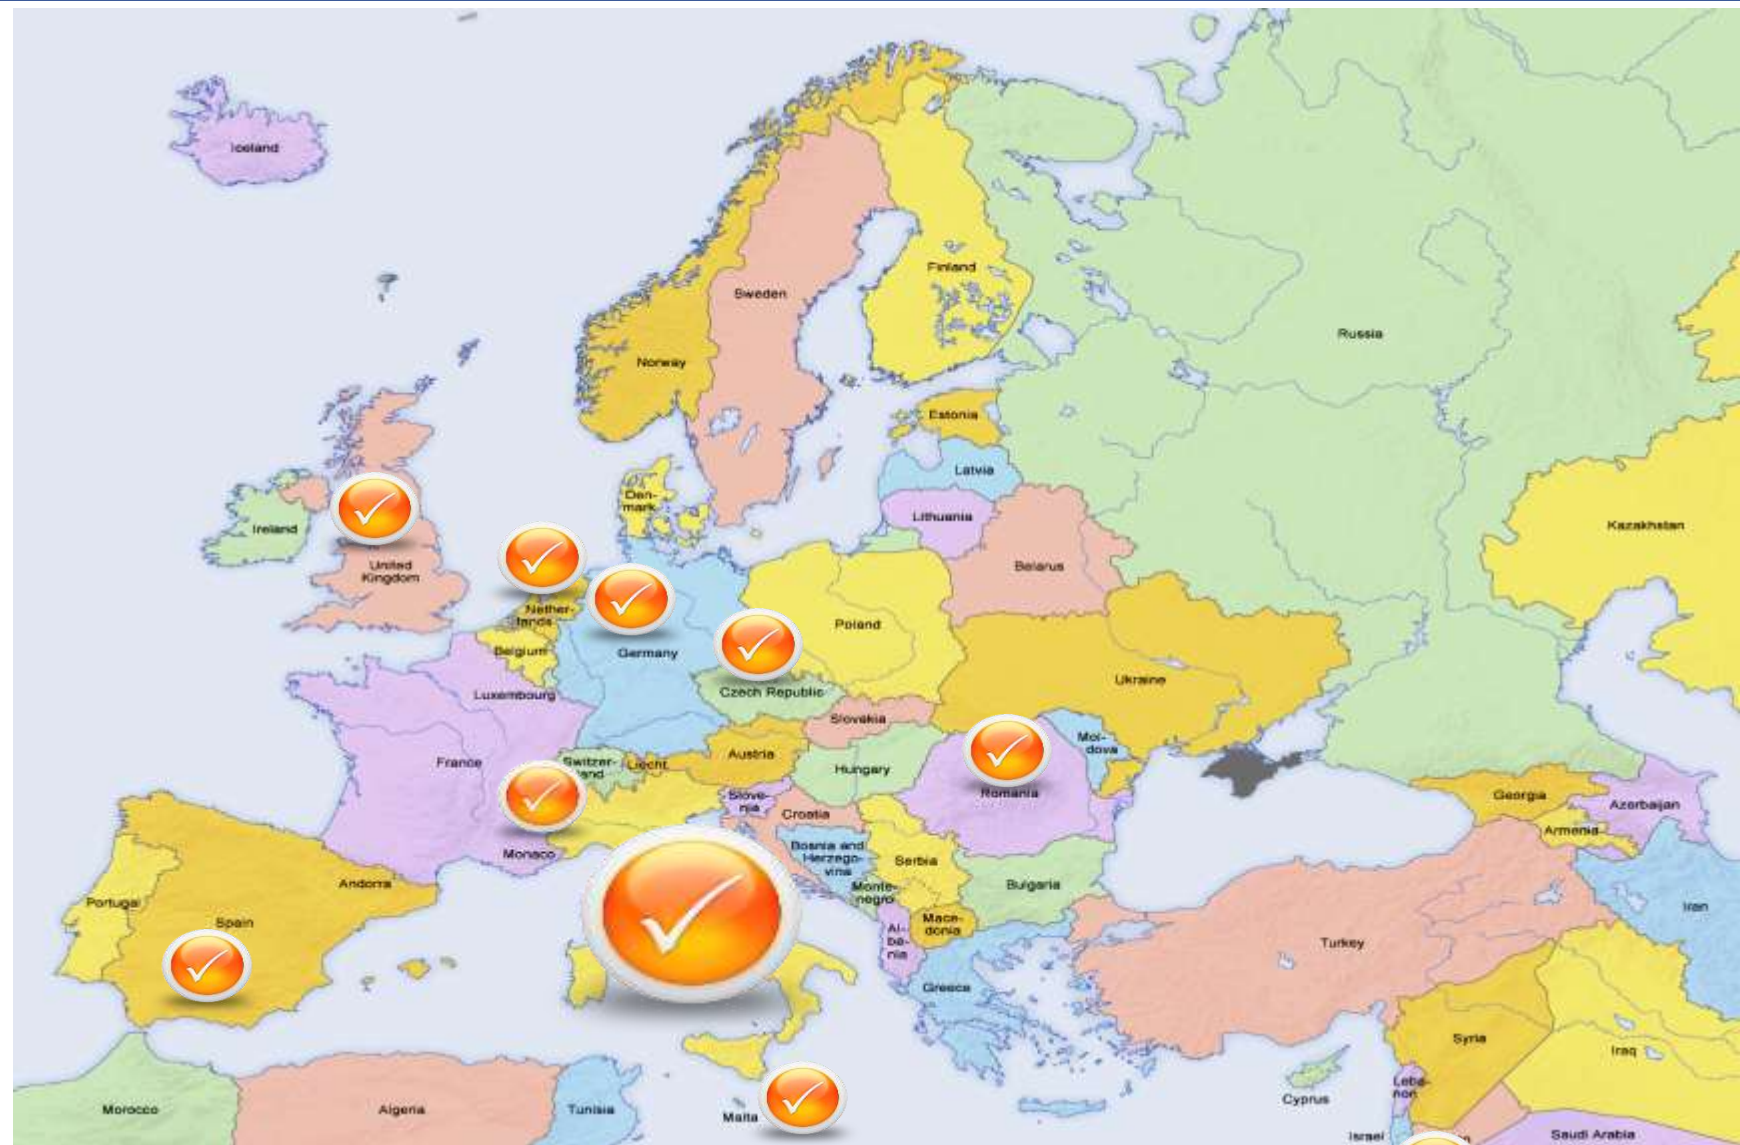 Iceland
Finland
Sweden
Russia
Norway
Estonia
Latvia
Den-
mark
Lithuania
Ireland
Kazakhstan
United
Kingdom
Belarus
Nether-
lands
Poland
Belgium
Germany
Ukraine
Czech Republic
Luxembourg
Slovakia
Mol-
dova
Austria
France
Switzer-
land
Liecht.
Hungary
Romania
Slove-
nia
Georgia
Azerbaijan
Croatia
Armenia
Bosnia and
Herzego-
vina
Monaco
Serbia
Andorra
Bulgaria
Monte-
negro
Portugal
Iran
Spain
Mace-
donia
Al-
ba-
nia
Turkey
Greece
Syria
Iraq
Leba-
non
Cyprus
Morocco
Algeria
Tunisia
Malta
Israel
Saudi Arabia